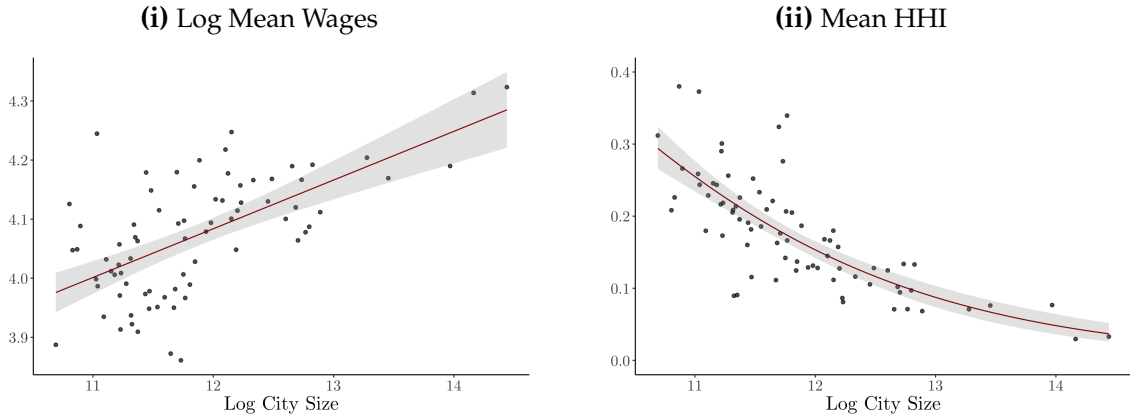 (i) Log Mean Wages
4.3
4.2
4.1
4.0
3.9
11 12 13 14
Log City Size
(ii) Mean HHI
0.4
0.3
0.2
0.1
0.0
11 12 13 14
Log City Size